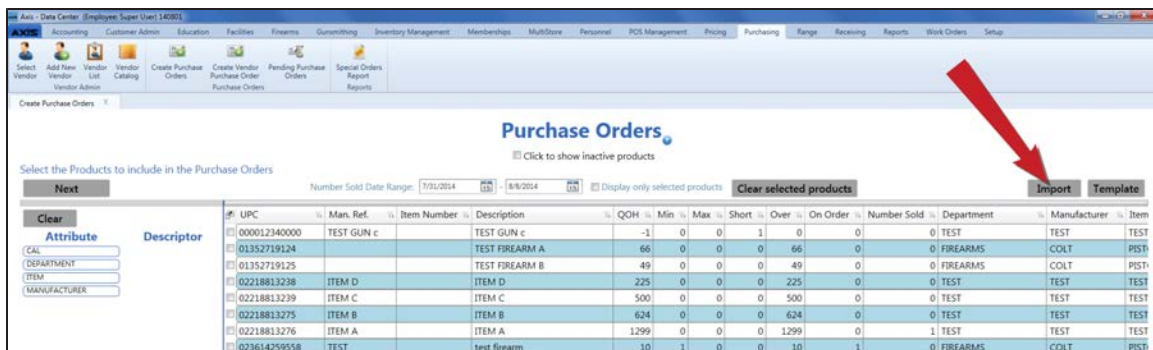 Axis - Data Center (Employee: Super User) 140801
AXIS Accounting Customer Admin Education Facilities Firearms Gunsmithing Inventory Management Memberships MultiStore Personnel POS Management Pricing Purchasing Range Receiving Reports Work Orders Setup
Select Vendor Add New Vendor Vendor List Vendor Catalog Create Purchase Orders Create Vendor Purchase Order Pending Purchase Orders Special Orders Report
Vendor Admin Purchase Orders Reports
Create Purchase Orders X
Purchase Orders
Click to show inactive products
Select the Products to include in the Purchase Orders
Next Number Sold Date Range: 7/31/2014 15 - 8/8/2014 15 Display only selected products Clear selected products Import Template
Clear
Attribute Descriptor
CAL
DEPARTMENT
ITEM
MANUFACTURER
UPC Man. Ref. Item Number Description QOH Min Max Short Over On Order Number Sold Department Manufacturer Item
000012340000 TEST GUN c TEST GUN c -1 0 0 1 0 0 0 TEST TEST TEST
01352719124 TEST FIREARM A 66 0 0 0 66 0 0 FIREARMS COLT PIST
01352719125 TEST FIREARM B 49 0 0 0 49 0 0 FIREARMS COLT PIST
02218813238 ITEM D ITEM D 225 0 0 0 225 0 0 TEST TEST TEST
02218813239 ITEM C ITEM C 500 0 0 0 500 0 0 TEST TEST TEST
02218813275 ITEM B ITEM B 624 0 0 0 624 0 0 TEST TEST TEST
02218813276 ITEM A ITEM A 1299 0 0 0 1299 0 1 TEST TEST TEST
023614259558 TEST test firearm 10 1 0 0 10 1 0 FIREARMS COLT PIST